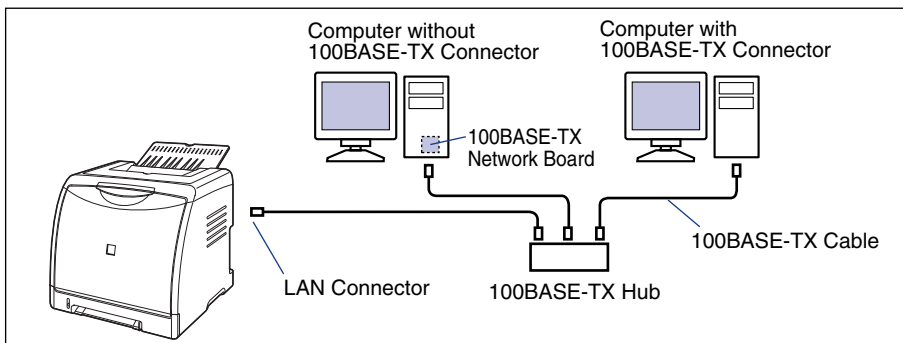 Computer without
100BASE-TX Connector
Computer with
100BASE-TX Connector
100BASE-TX
Network Board
100BASE-TX Cable
LAN Connector
100BASE-TX Hub